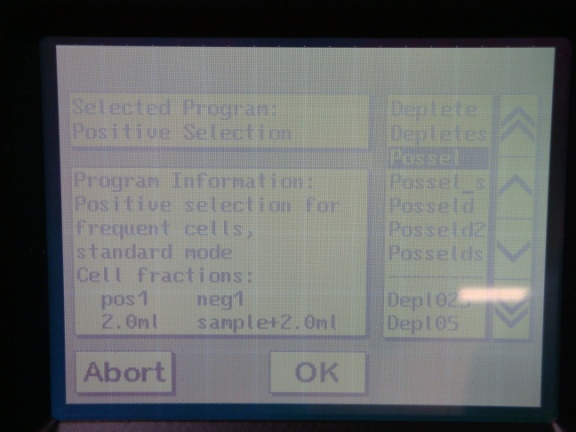 Selected Program:
Positive Selection
Program Information:
Positive selection for
frequent cells,
standard mode
Cell fractions:
pos1 neg1
2.0ml sample+2.0ml
Deplete
Depletes
Possel
Possel_s
Posseld
Posseld2
Posselds
Depl05
Abort
OK